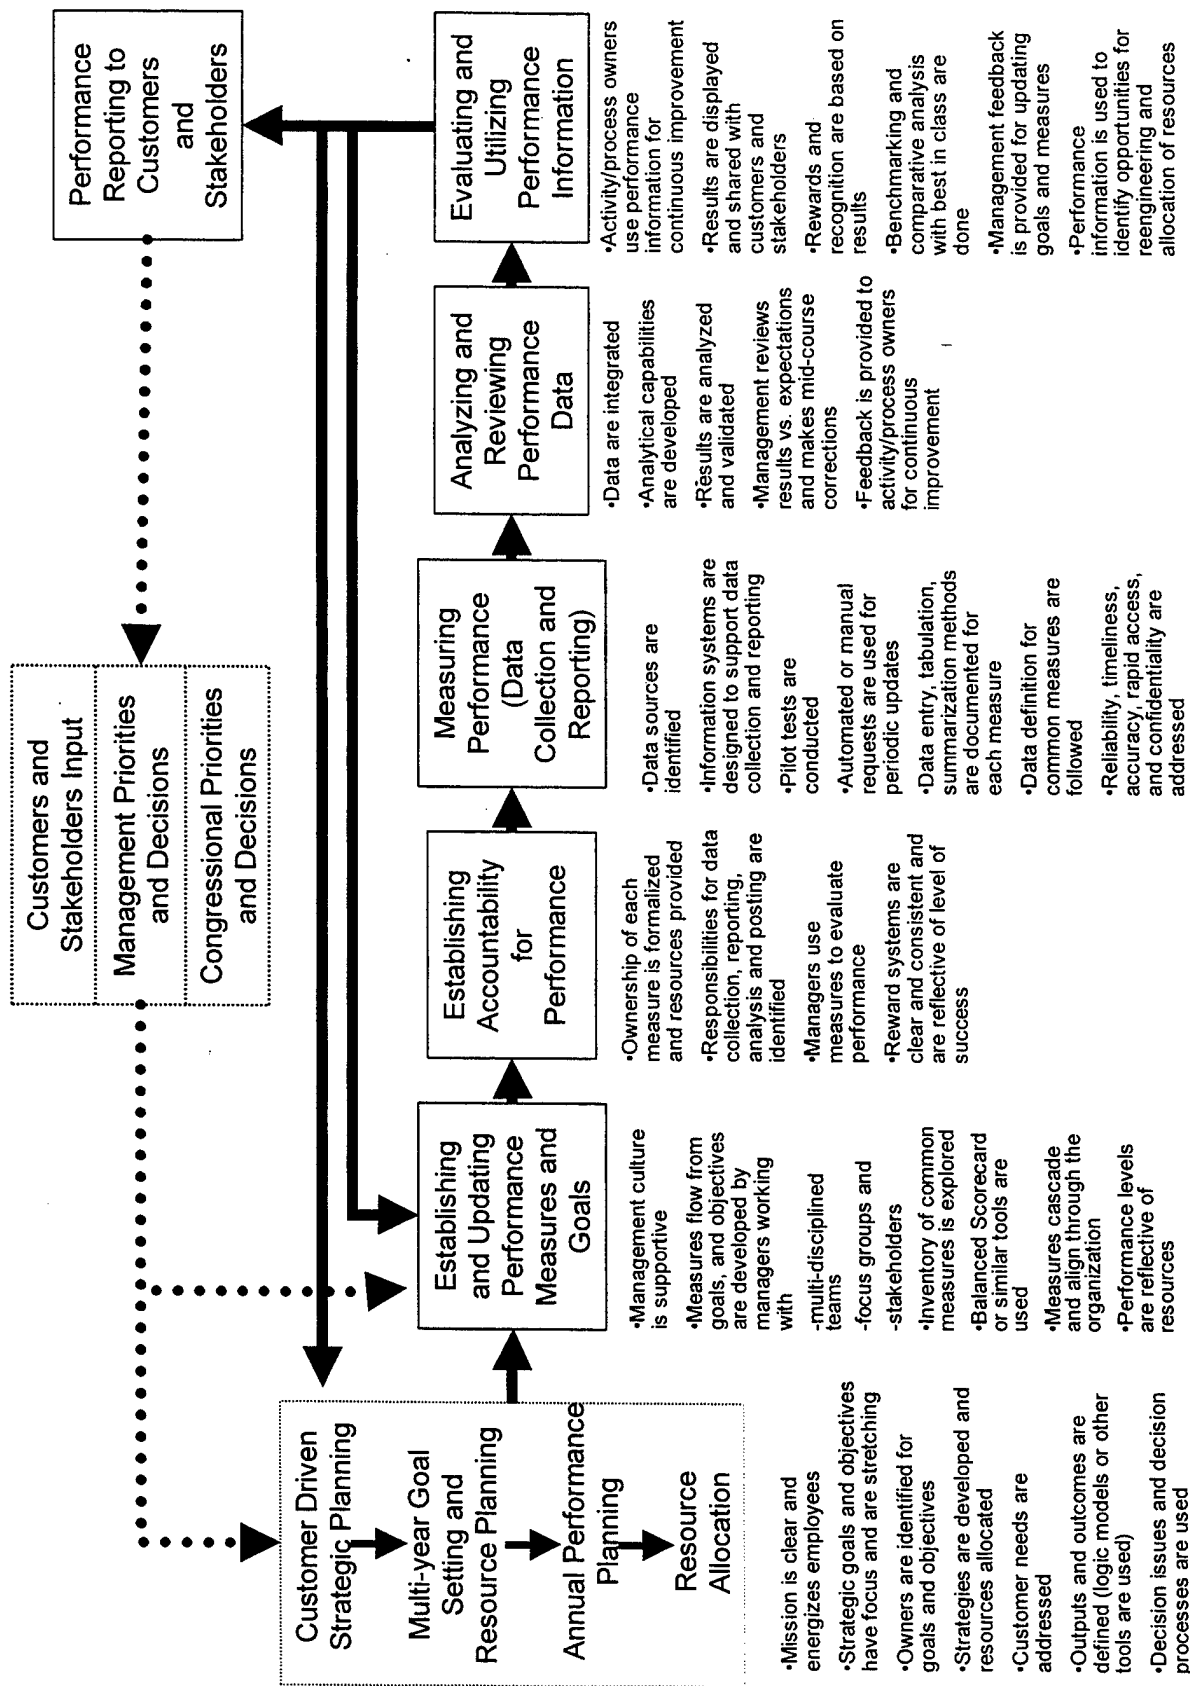 Customers and
Stakeholders Input
Management Priorities
and Decisions
Congressional Priorities
and Decisions
Performance
Reporting to
Customers
and
Stakeholders
Customer Driven
Strategic Planning
Multi-year Goal
Setting and
Resource Planning
Annual Performance
Planning
Resource
Allocation
Establishing
and Updating
Performance
Measures and
Goals
Establishing
Accountability
for
Performance
Measuring
Performance
(Data
Collection and
Reporting)
Analyzing and
Reviewing
Performance
Data
Evaluating and
Utilizing
Performance
Information
•Mission is clear and
energizes employees
•Strategic goals and objectives
have focus and are stretching
•Owners are identified for
goals and objectives
•Strategies are developed and
resources allocated
•Customer needs are
addressed
•Outputs and outcomes are
defined (logic models or other
tools are used)
•Decision issues and decision
processes are used
•Management culture
is supportive
•Measures flow from
goals, and objectives
are developed by
managers working
with
-multi-disciplined
teams
-focus groups and
-stakeholders
•Inventory of common
measures is explored
•Balanced Scorecard
or similar tools are
used
•Measures cascade
and align through the
organization
•Performance levels
are reflective of
resources
•Ownership of each
measure is formalized
and resources provided
•Responsibilities for data
collection, reporting,
analysis and posting are
identified
•Managers use
measures to evaluate
performance
•Reward systems are
clear and consistent and
are reflective of level of
success
•Data sources are
identified
•Information systems are
designed to support data
collection and reporting
•Pilot tests are
conducted
•Automated or manual
requests are used for
periodic updates
•Data entry, tabulation,
summarization methods
are documented for
each measure
•Data definition for
common measures are
followed
•Reliability, timeliness,
accuracy, rapid access,
and confidentiality are
addressed
•Data are integrated
•Analytical capabilities
are developed
•Results are analyzed
and validated
•Management reviews
results vs. expectations
and makes mid-course
corrections
•Feedback is provided to
activity/process owners
for continuous
improvement
•Activity/process owners
use performance
information for
continuous improvement
•Results are displayed
and shared with
customers and
stakeholders
•Rewards and
recognition are based on
results
•Benchmarking and
comparative analysis
with best in class are
done
•Management feedback
is provided for updating
goals and measures
•Performance
information is used to
identify opportunities for
reengineering and
allocation of resources